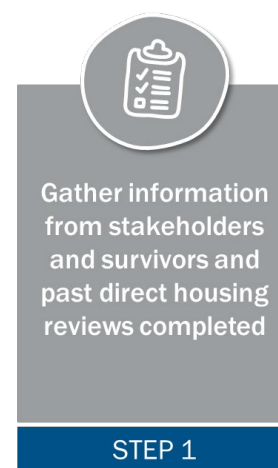 Gather information
from stakeholders
and survivors and
past direct housing
reviews completed
STEP 1